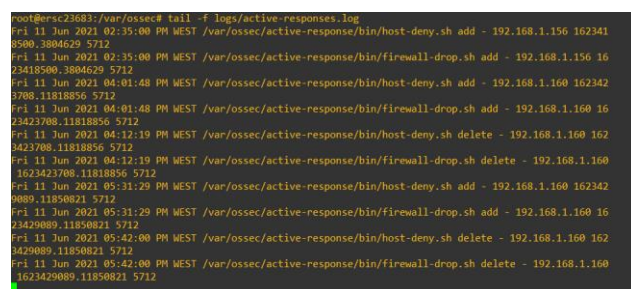 root@ersc23683:/var/ossec# tail -f logs/active-responses.log
Fri 11 Jun 2021 02:35:00 PM WEST /var/ossec/active-response/bin/host-deny.sh add - 192.168.1.156 162341
8500.3804629 5712
Fri 11 Jun 2021 02:35:00 PM WEST /var/ossec/active-response/bin/firewall-drop.sh add - 192.168.1.156 16
23418500.3804629 5712
Fri 11 Jun 2021 04:01:48 PM WEST /var/ossec/active-response/bin/host-deny.sh add - 192.168.1.160 162342
3708.11818856 5712
Fri 11 Jun 2021 04:01:48 PM WEST /var/ossec/active-response/bin/firewall-drop.sh add - 192.168.1.160 16
23423708.11818856 5712
Fri 11 Jun 2021 04:12:19 PM WEST /var/ossec/active-response/bin/host-deny.sh delete - 192.168.1.160 162
3423708.11818856 5712
Fri 11 Jun 2021 04:12:19 PM WEST /var/ossec/active-response/bin/firewall-drop.sh delete - 192.168.1.160
1623423708.11818856 5712
Fri 11 Jun 2021 05:31:29 PM WEST /var/ossec/active-response/bin/host-deny.sh add - 192.168.1.160 162342
9089.11850821 5712
Fri 11 Jun 2021 05:31:29 PM WEST /var/ossec/active-response/bin/firewall-drop.sh add - 192.168.1.160 16
23429089.11850821 5712
Fri 11 Jun 2021 05:42:00 PM WEST /var/ossec/active-response/bin/host-deny.sh delete - 192.168.1.160 162
3429089.11850821 5712
Fri 11 Jun 2021 05:42:00 PM WEST /var/ossec/active-response/bin/firewall-drop.sh delete - 192.168.1.160
1623429089.11850821 5712